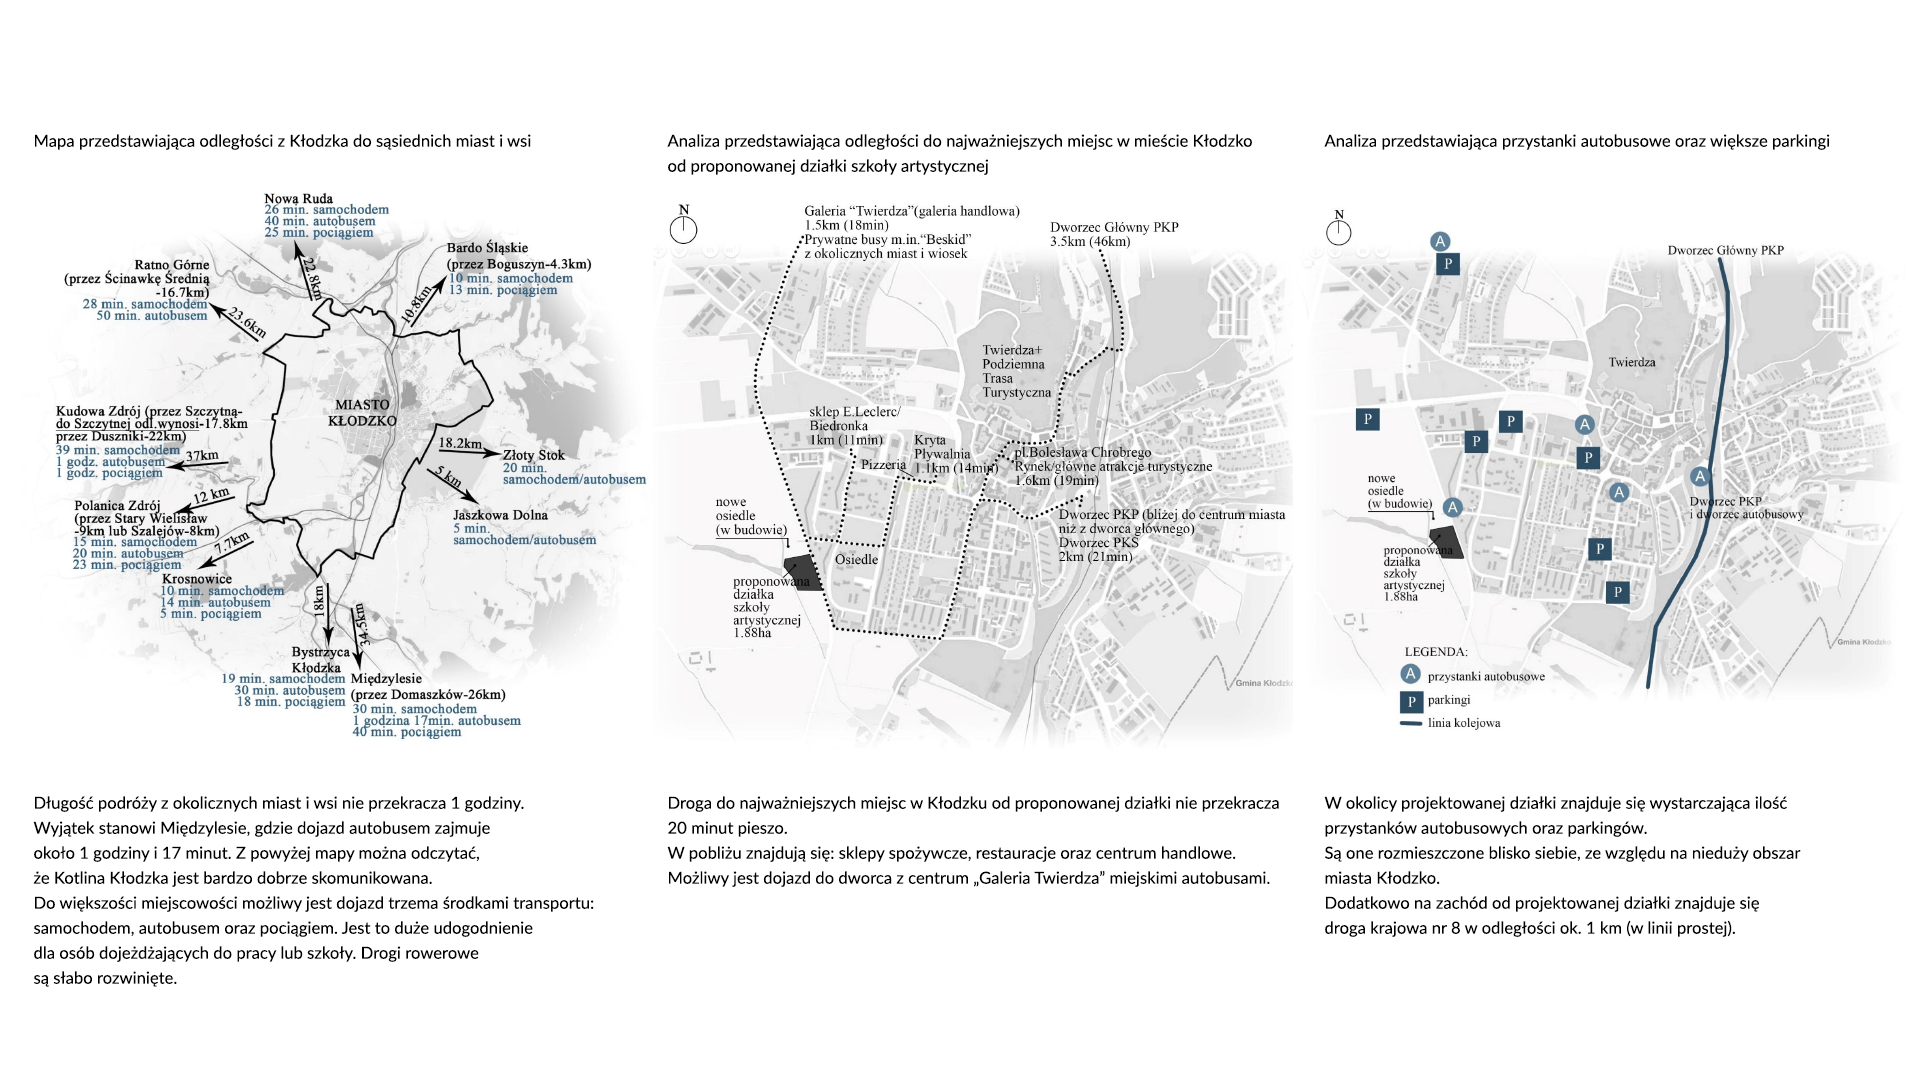 Mapa przedstawiająca odległości z Kłodzka do sąsiednich miast i wsi
Nowa Ruda
26 min. samochodem
40 min. autobusem
25 min. pociągiem
22.8km
Bardo Śląskie
(przez Boguszyn-4.3km)
10 min. samochodem
13 min. pociągiem
10.8km
Ratno Górne
(przez Ścinawkę Średnią
-16.7km)
28 min. samochodem
50 min. autobusem
23.6km
MIASTO
KŁODZKO
Kudowa Zdrój (przez Szczytną-
do Szczytnej odl.wynosi-17.8km
przez Duszniki-22km)
39 min. samochodem
1 godz. autobusem
1 godz. pociągiem
37km
18.2km
Złoty Stok
20 min.
samochodem/autobusem
5 km
Jaszkowa Dolna
5 min.
samochodem/autobusem
12 km
Polanica Zdrój
(przez Stary Wielisław
-9km lub Szalejów-8km)
15 min. samochodem
20 min. autobusem
23 min. pociągiem
7.7km
Krosnowice
10 min. samochodem
14 min. autobusem
5 min. pociągiem
18km
34.5km
Bystrzyca
Kłodzka
19 min. samochodem
30 min. autobusem
18 min. pociągiem
Międzylesie
(przez Domaszków-26km)
30 min. samochodem
1 godzina 17min. autobusem
40 min. pociągiem
Długość podróży z okolicznych miast i wsi nie przekracza 1 godziny.
Wyjątek stanowi Międzylesie, gdzie dojazd autobusem zajmuje
około 1 godziny i 17 minut. Z powyżej mapy można odczytać,
że Kotlina Kłodzka jest bardzo dobrze skomunikowana.
Do większości miejscowości możliwy jest dojazd trzema środkami transportu:
samochodem, autobusem oraz pociągiem. Jest to duże udogodnienie
dla osób dojeżdżających do pracy lub szkoły. Drogi rowerowe
są słabo rozwinięte.
Analiza przedstawiająca odległości do najważniejszych miejsc w mieście Kłodzko
od proponowanej działki szkoły artystycznej
N
Galeria “Twierdza”(galeria handlowa)
1.5km (18min)
Prywatne busy m.in.“Beskid”
z okolicznych miast i wiosek
Dworzec Główny PKP
3.5km (46km)
Twierdza+
Podziemna
Trasa
Turystyczna
sklep E.Leclerc/
Biedronka
1km (11min)
Kryta
Pływalnia
1.1km (14min)
Pizzeria
pl.Bolesława Chrobrego
Rynek/główne atrakcje turystyczne
1.6km (19min)
nowe
osiedle
(w budowie)
Dworzec PKP (bliżej do centrum miasta
niż z dworca głównego)
Dworzec PKS
2km (21min)
Osiedle
proponowana
działka
szkoły
artystycznej
1.88ha
Gmina Kłodzko
Droga do najważniejszych miejsc w Kłodzku od proponowanej działki nie przekracza
20 minut pieszo.
W pobliżu znajdują się: sklepy spożywcze, restauracje oraz centrum handlowe.
Możliwy jest dojazd do dworca z centrum „Galeria Twierdza” miejskimi autobusami.
Analiza przedstawiająca przystanki autobusowe oraz większe parkingi
N
A
P
Dworzec Główny PKP
Twierdza
P
P
P
A
P
A
A
A
P
P
Dworzec PKP
i dworzec autobusowy
nowe
osiedle
(w budowie)
proponowana
działka
szkoły
artystycznej
1.88ha
Gmina Kłodzko
LEGENDA:
A przystanki autobusowe
P parkingi
linia kolejowa
W okolicy projektowanej działki znajduje się wystarczająca ilość
przystanków autobusowych oraz parkingów.
Są one rozmieszczone blisko siebie, ze względu na nieduży obszar
miasta Kłodzko.
Dodatkowo na zachód od projektowanej działki znajduje się
droga krajowa nr 8 w odległości ok. 1 km (w linii prostej).